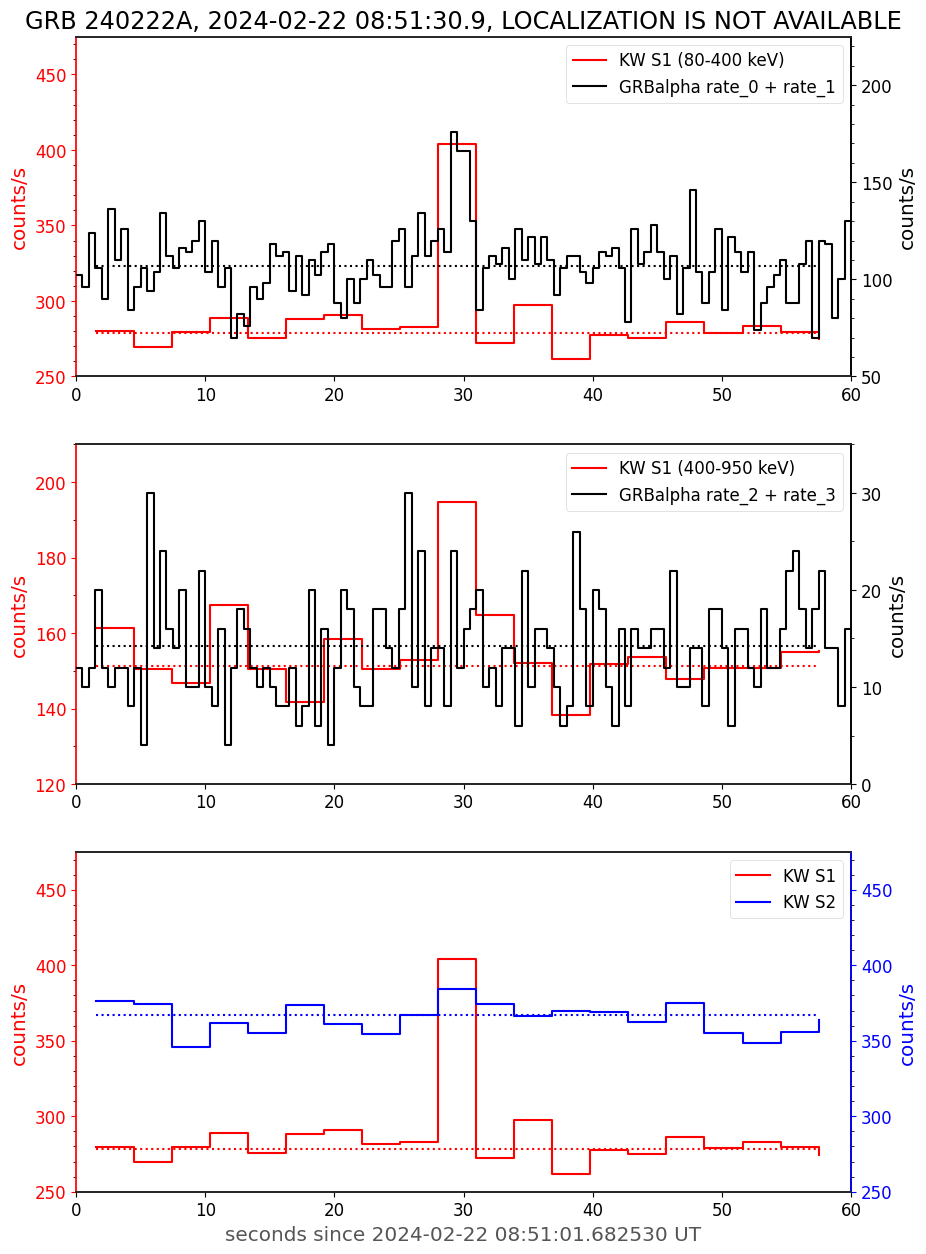 GRB 240222A, 2024-02-22 08:51:30.9, LOCALIZATION IS NOT AVAILABLE
KW S1 (80-400 keV)
GRBalpha rate_0 + rate_1
counts/s
counts/s
450
400
350
300
250
200
150
100
50
0 10 20 30 40 50 60
KW S1 (400-950 keV)
GRBalpha rate_2 + rate_3
counts/s
counts/s
200
180
160
140
120
30
20
10
0
0 10 20 30 40 50 60
KW S1
KW S2
counts/s
counts/s
450
400
350
300
250
450
400
350
300
250
0 10 20 30 40 50 60
seconds since 2024-02-22 08:51:01.682530 UT